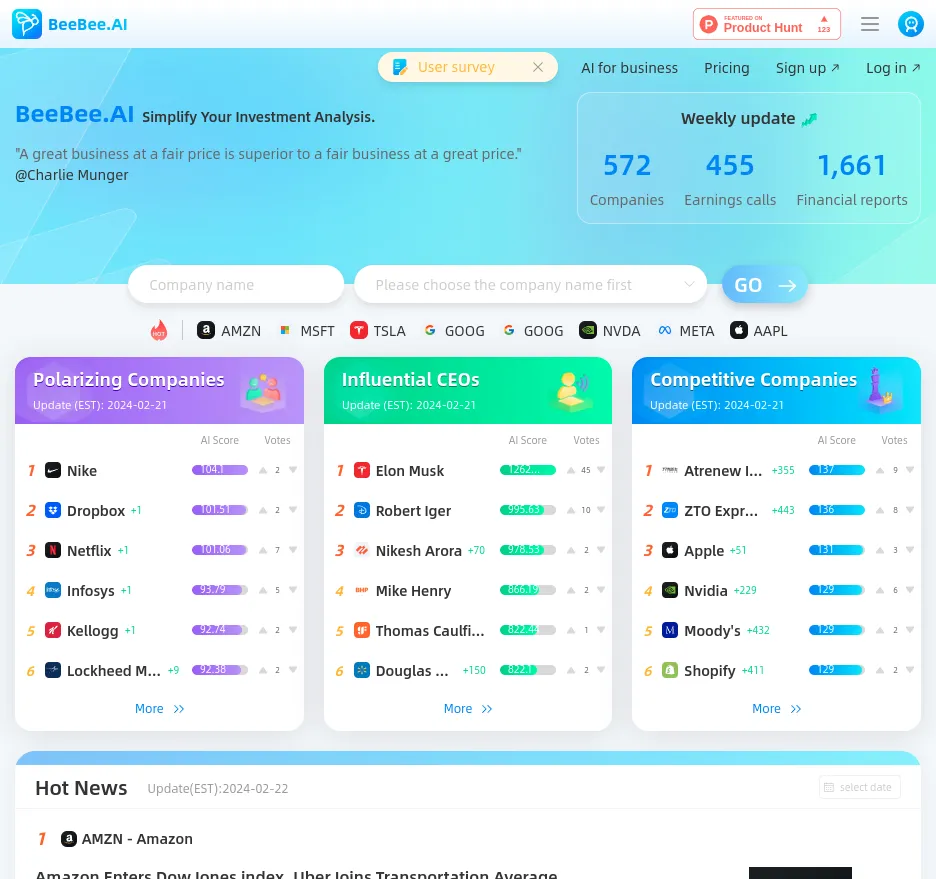 BeeBee.AI
FEATURED ON
Product Hunt
123
User survey
AI for business
Pricing
Sign up
Log in
BeeBee.AI Simplify Your Investment Analysis.
"A great business at a fair price is superior to a fair business at a great price."
@Charlie Munger
Weekly update
572 455 1,661
Companies Earnings calls Financial reports
Company name
Please choose the company name first
GO
HOT AMZN MSFT TSLA GOOG GOOG NVDA META AAPL
Polarizing Companies
Update (EST): 2024-02-21
AI Score Votes
1 Nike 104.1 2
2 Dropbox +1 101.51 2
3 Netflix +1 101.06 7
4 Infosys +1 93.79 5
5 Kellogg +1 92.74 2
6 Lockheed M... +9 92.38 2
More
Influential CEOs
Update (EST): 2024-02-21
AI Score Votes
1 Elon Musk 1262... 45
2 Robert Iger 995.63 10
3 Nikesh Arora +70 978.53 2
4 Mike Henry 866.19 2
5 Thomas Caulfi... 822.44 1
6 Douglas ... +150 822.1 2
More
Competitive Companies
Update (EST): 2024-02-21
AI Score Votes
1 Atrenew I... +355 137 9
2 ZTO Expr... +443 136 8
3 Apple +51 131 3
4 Nvidia +229 129 6
5 Moody's +432 129 2
6 Shopify +411 129 2
More
Hot News Update(EST):2024-02-22
select date
1 AMZN - Amazon
Amazon Enters Dow Jones index, Uber Joins Transportation Average